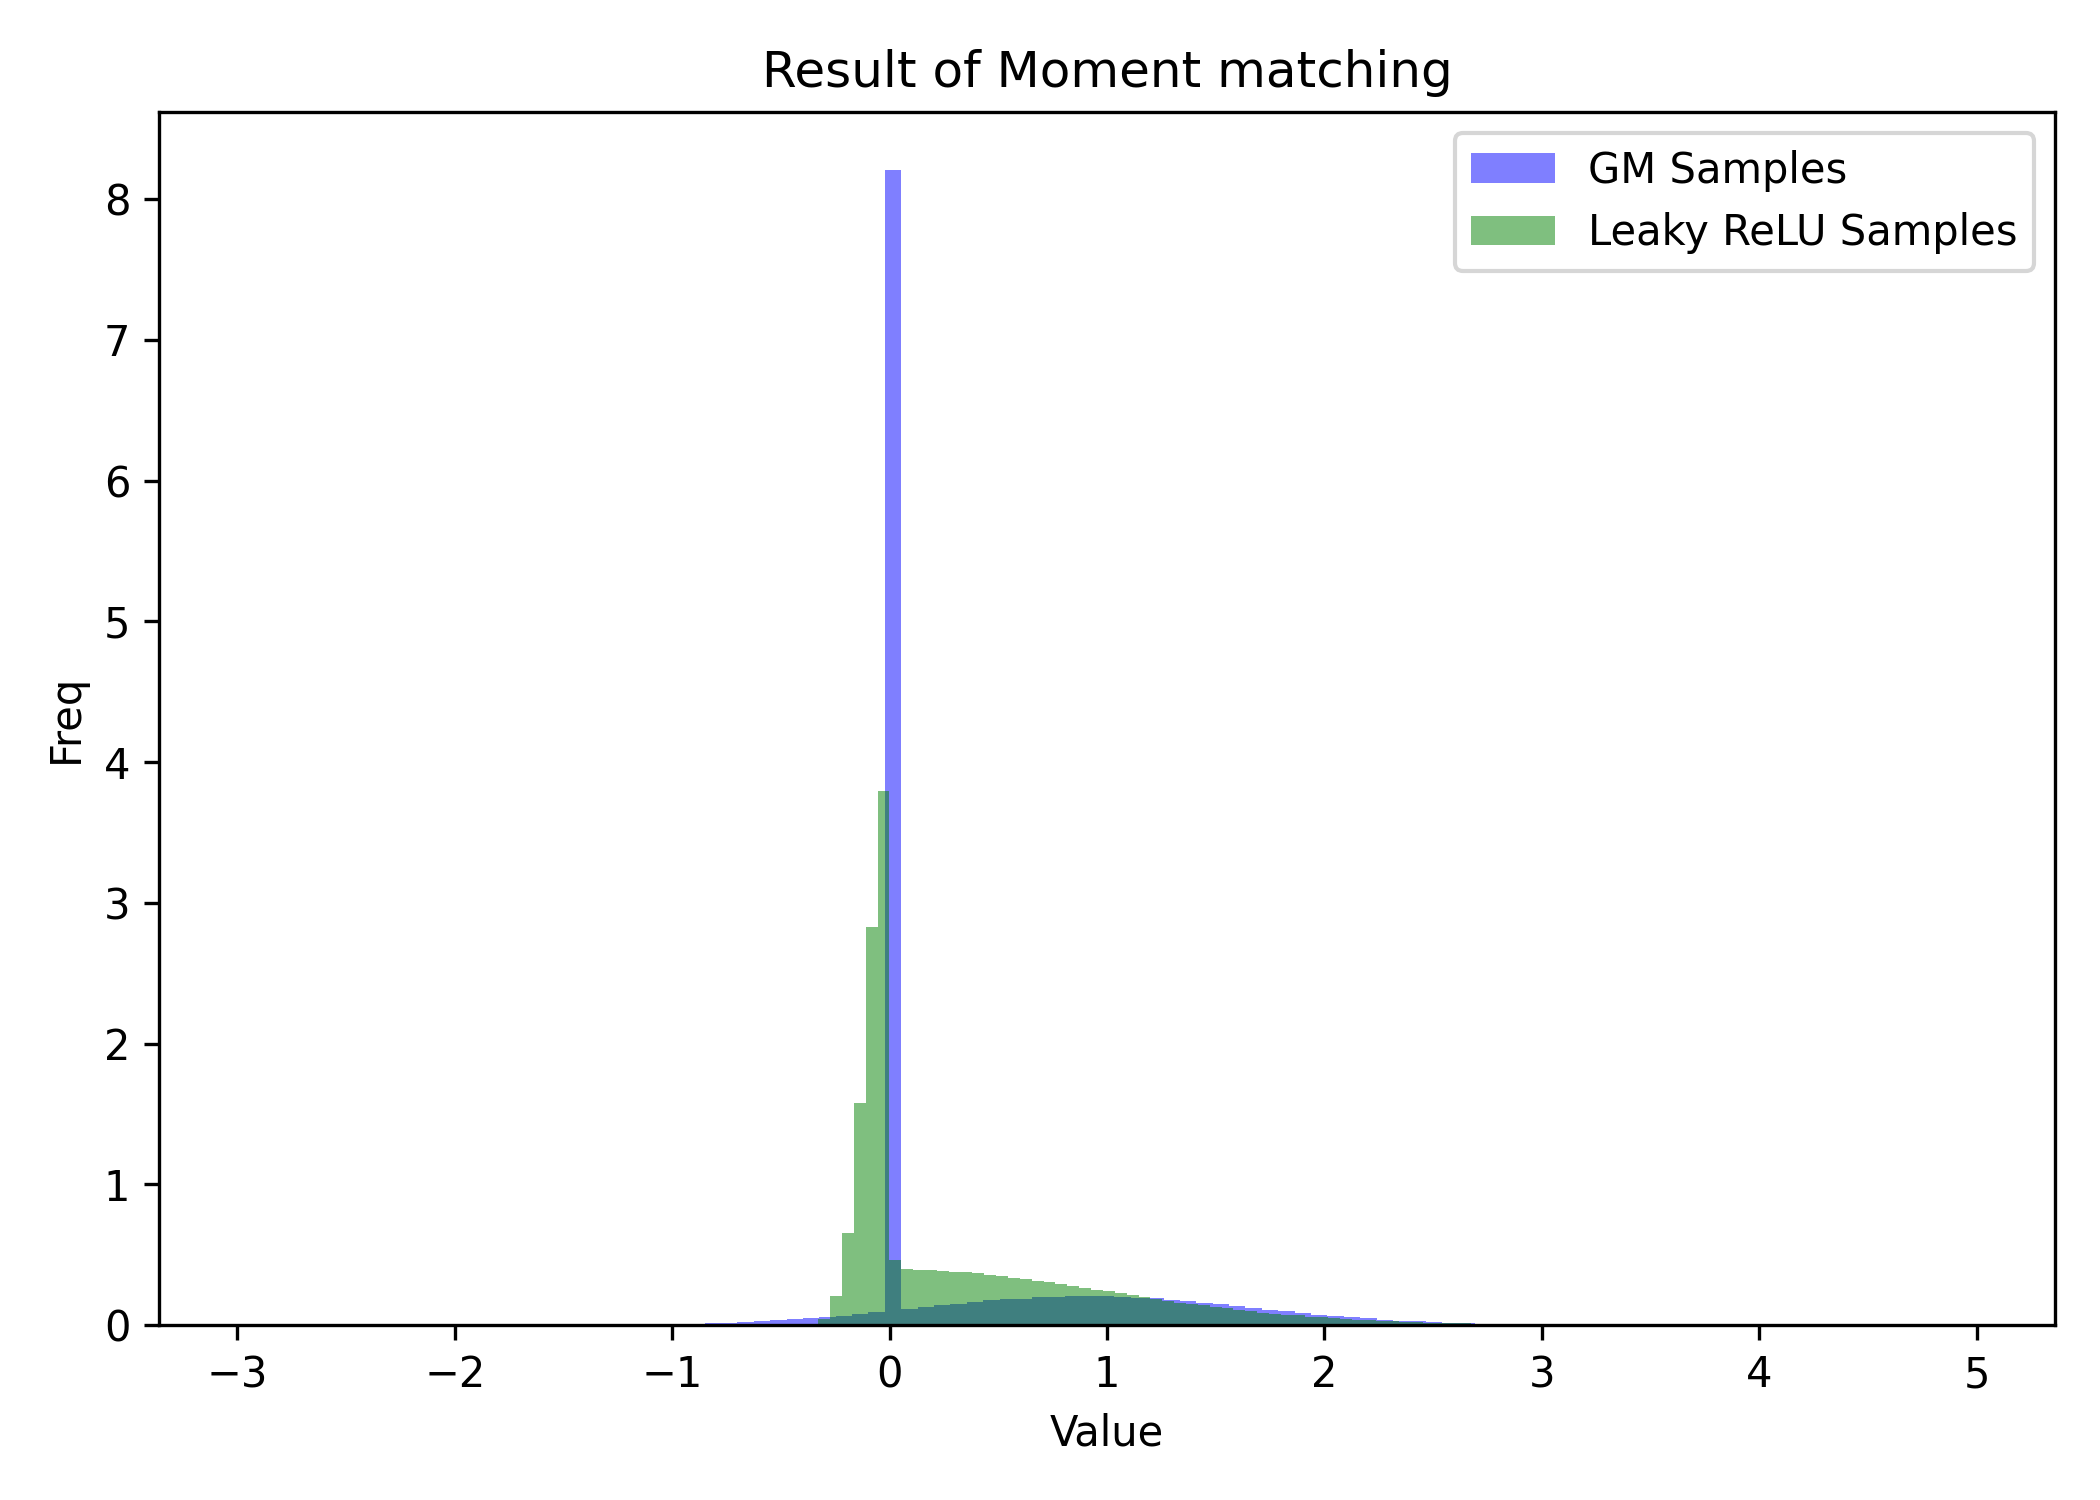 Result of Moment matching
GM Samples
Leaky ReLU Samples
8
7
6
5
4
3
2
1
0
Freq
−3 −2 −1 0 1 2 3 4 5
Value